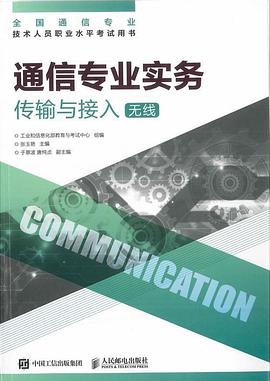 全国通信专业
技术人员职业水平考试用书
通信专业实务
传输与接入 无线
工业和信息化部教育与考试中心 组编
张玉艳 主编
于翠波 唐纯贞 副主编
COMMUNICATION
中国工信出版集团 人民邮电出版社
POSTS & TELECOM PRESS